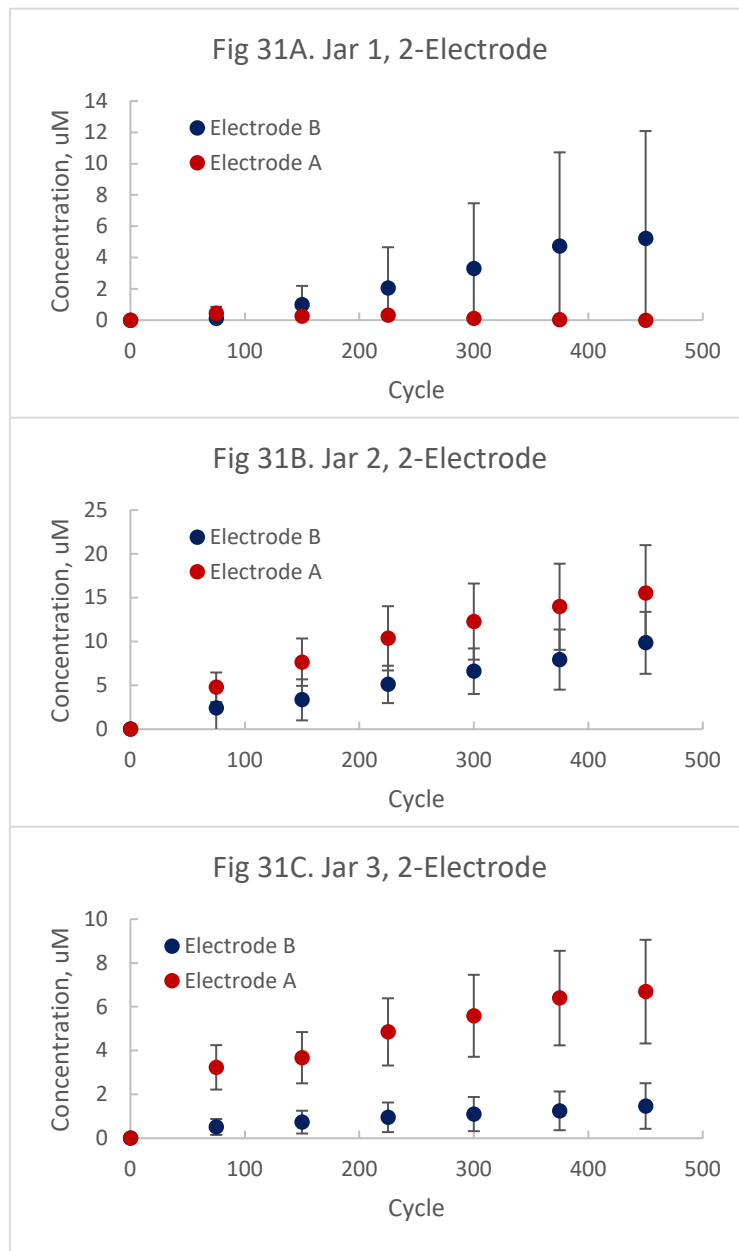 Fig 31A. Jar 1, 2-Electrode
Concentration, uM
14
12
10
8
6
4
2
0
Electrode B
Electrode A
0 100 200 300 400 500
Cycle
Fig 31B. Jar 2, 2-Electrode
Concentration, uM
25
20
15
10
5
0
Electrode B
Electrode A
0 100 200 300 400 500
Cycle
Fig 31C. Jar 3, 2-Electrode
Concentration, uM
10
8
6
4
2
0
Electrode B
Electrode A
0 100 200 300 400 500
Cycle